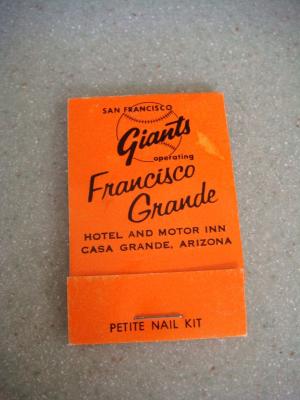 SAN FRANCISCO
Giants
operating
Francisco
Grande
HOTEL AND MOTOR INN
CASA GRANDE, ARIZONA
PETITE NAIL KIT